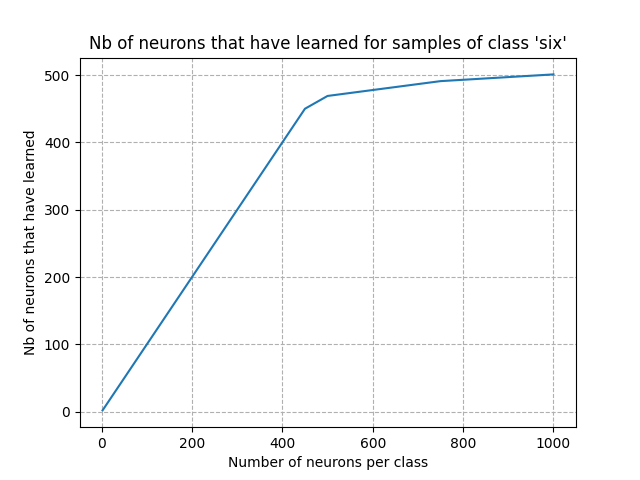 Nb of neurons that have learned for samples of class 'six'
Nb of neurons that have learned
500
400
300
200
100
0
0 200 400 600 800 1000
Number of neurons per class